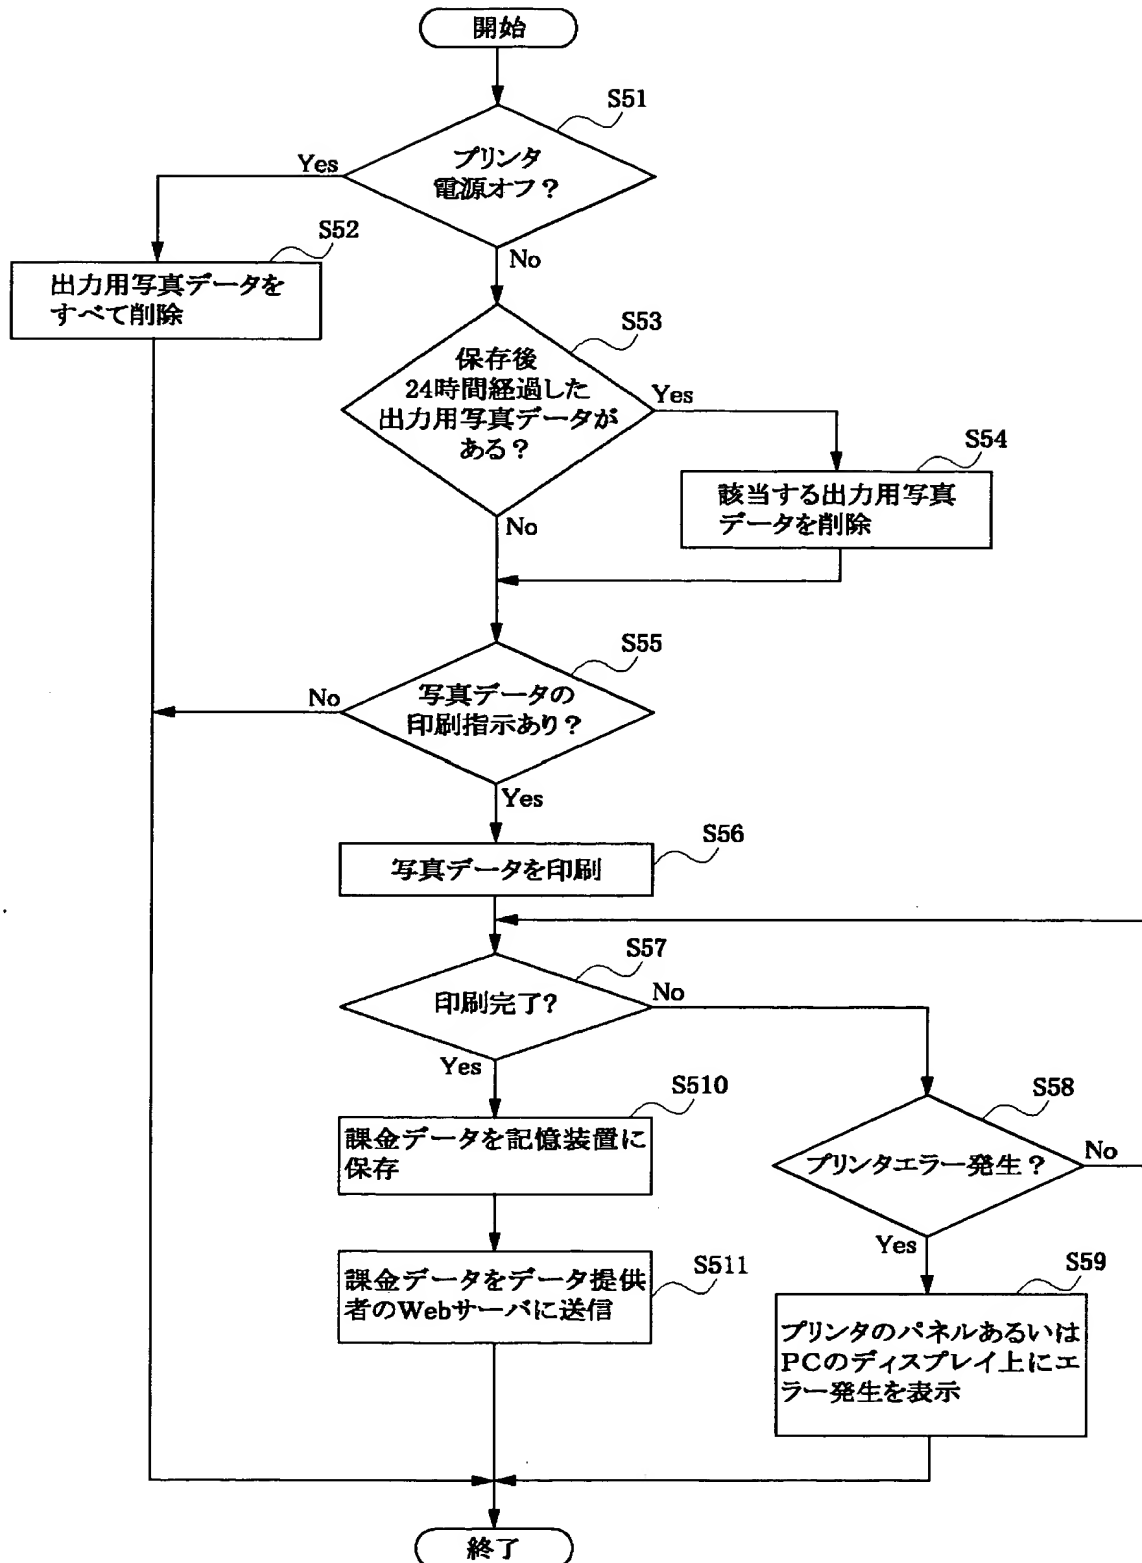 開始
S51
プリンタ
電源オフ?
Yes
No
S52
出力用写真データを
すべて削除
S53
保存後
24時間経過した
出力用写真データが
ある?
Yes
No
S54
該当する出力用写真
データを削除
S55
写真データの
印刷指示あり?
No
Yes
S56
写真データを印刷
S57
印刷完了?
No
Yes
S58
プリンタエラー発生?
No
Yes
S510
課金データを記憶装置に
保存
S511
課金データをデータ提供
者のWebサーバに送信
S59
プリンタのパネルあるいは
PCのディスプレイ上にエ
ラー発生を表示
終了